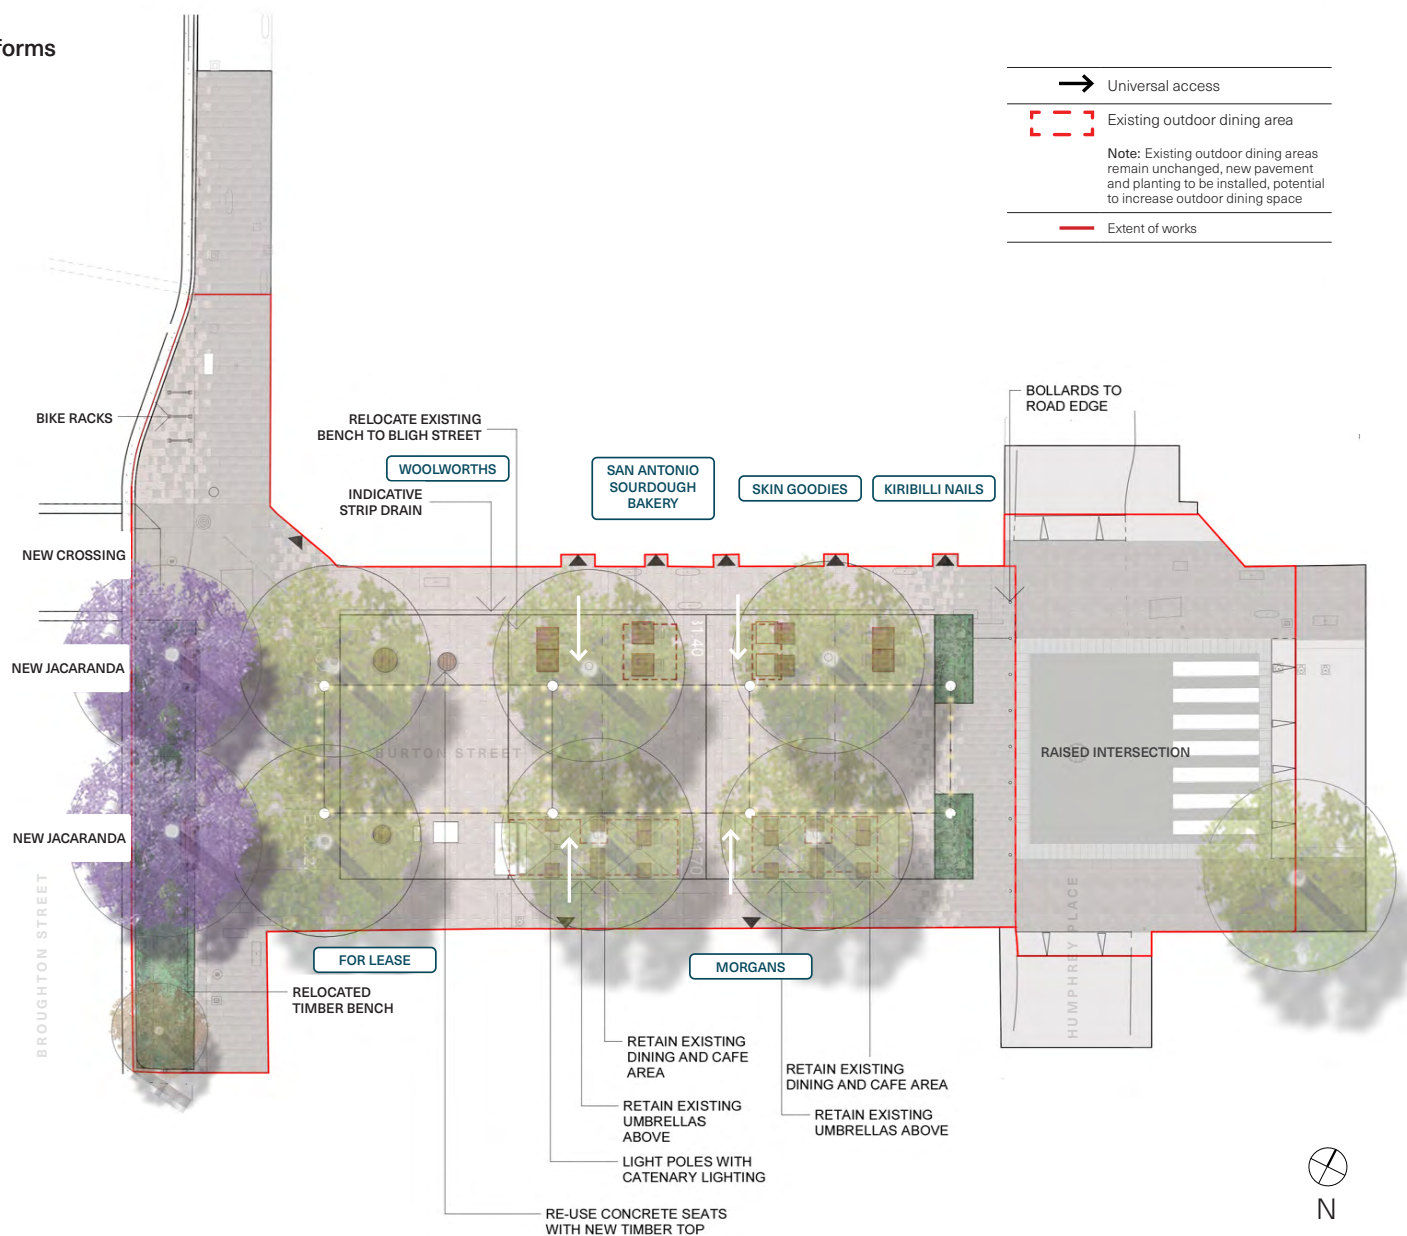 forms
Universal access
Existing outdoor dining area
Note: Existing outdoor dining areas
remain unchanged, new pavement
and planting to be installed, potential
to increase outdoor dining space
Extent of works
BOLLARDS TO
ROAD EDGE
BIKE RACKS
RELOCATE EXISTING
BENCH TO BLIGH STREET
WOOLWORTHS
INDICATIVE
STRIP DRAIN
SAN ANTONIO
SOURDOUGH
BAKERY
SKIN GOODIES
KIRIBILLI NAILS
NEW CROSSING
31.40
NEW JACARANDA
BURTON STREET
RAISED INTERSECTION
NEW JACARANDA
BROUGHTON STREET
HUMPHREY PLACE
FOR LEASE
MORGANS
RELOCATED
TIMBER BENCH
RETAIN EXISTING
DINING AND CAFE
AREA
RETAIN EXISTING
DINING AND CAFE AREA
RETAIN EXISTING
UMBRELLAS
ABOVE
RETAIN EXISTING
UMBRELLAS ABOVE
LIGHT POLES WITH
CATENARY LIGHTING
RE-USE CONCRETE SEATS
WITH NEW TIMBER TOP
N